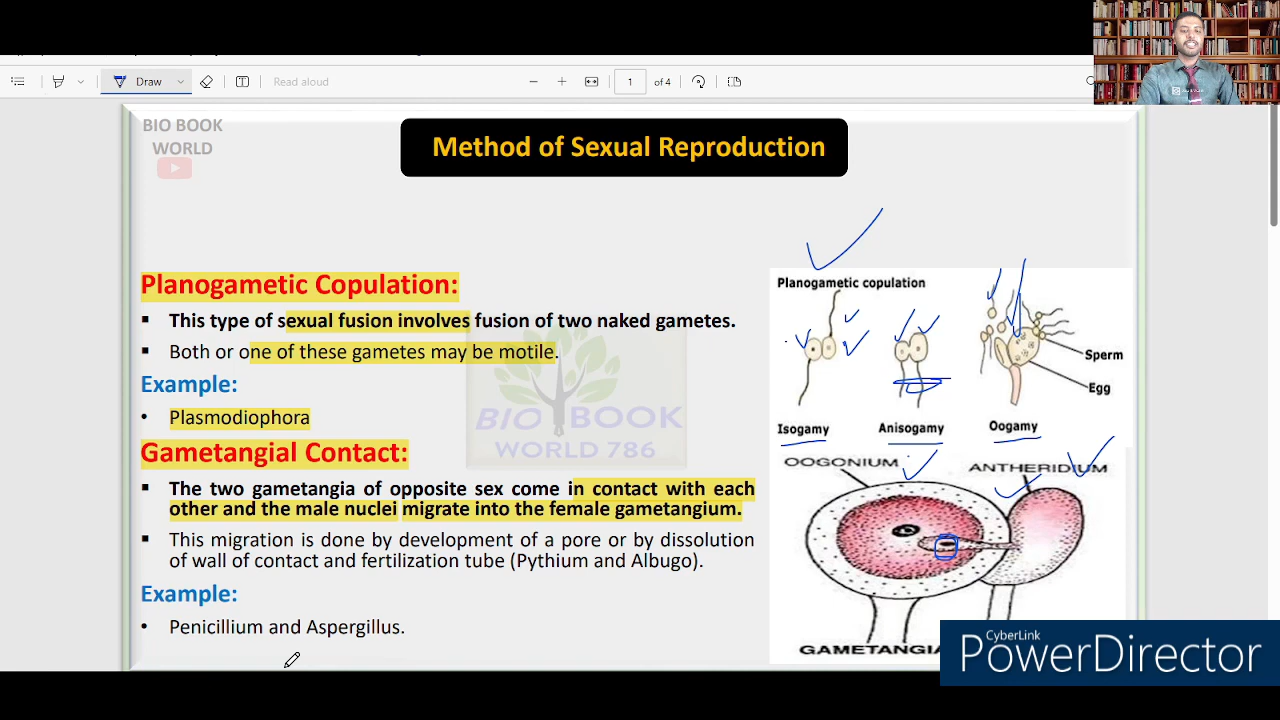 Draw
Read aloud
1
of 4
BIO BOOK
WORLD
Method of Sexual Reproduction
Planogametic Copulation:
▪ This type of sexual fusion involves fusion of two naked gametes.
▪ Both or one of these gametes may be motile.
Example:
• Plasmodiophora
Gametangial Contact:
▪ The two gametangia of opposite sex come in contact with each
other and the male nuclei migrate into the female gametangium.
▪ This migration is done by development of a pore or by dissolution
of wall of contact and fertilization tube (Pythium and Albugo).
Example:
• Penicillium and Aspergillus.
BIO BOOK
WORLD 786
Planogametic copulation
Sperm
Egg
Isogamy
Anisogamy
Oogamy
OOGONIUM
ANTHERIDIUM
GAMETANGIA
CyberLink
PowerDirector